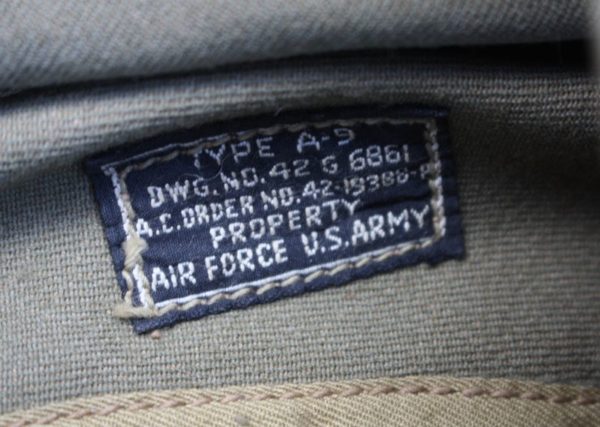 TYPE A-9
DWG. NO. 42 G 6861
A.C. ORDER NO. 42-19388-P
PROPERTY
AIR FORCE U.S. ARMY